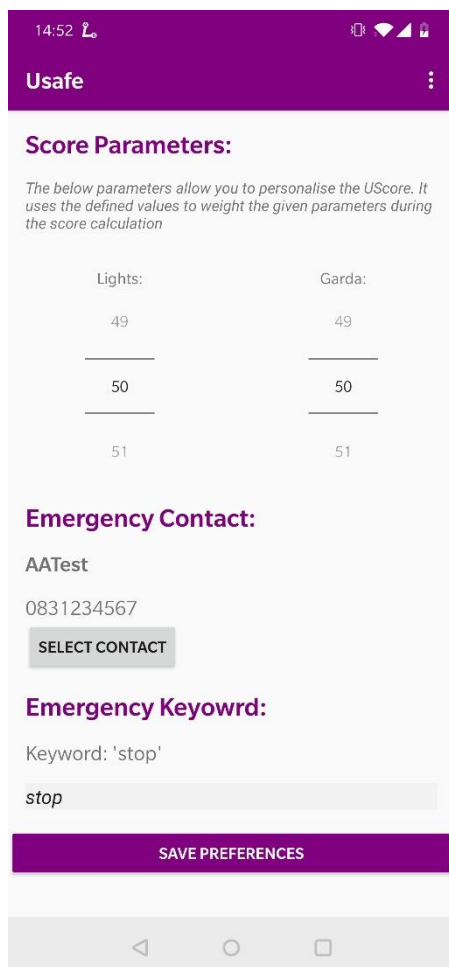 14:52
Usafe
Score Parameters:
The below parameters allow you to personalise the UScore. It
uses the defined values to weight the given parameters during
the score calculation
Lights: Garda:
49 49
50 50
51 51
Emergency Contact:
AATest
0831234567
SELECT CONTACT
Emergency Keyowrd:
Keyword: 'stop'
stop
SAVE PREFERENCES